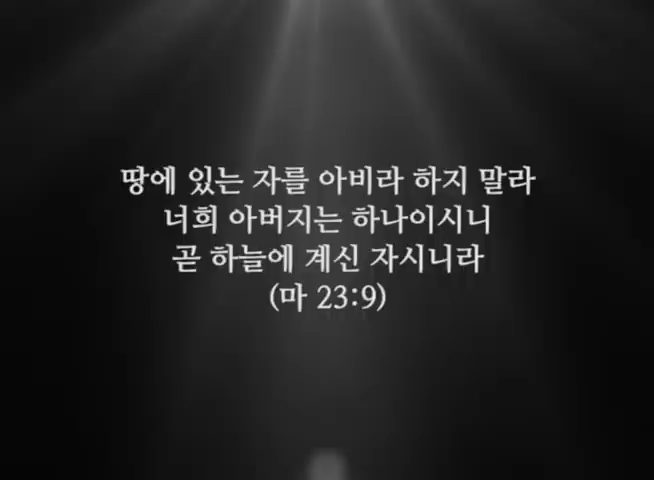 땅에 있는 자를 아비라 하지 말라
너희 아버지는 하나이시니
곧 하늘에 계신 자시니라
(마 23:9)